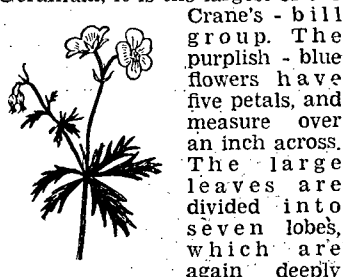 Crane's - bill
group. The
purplish - blue
flowers have
five petals, and
measure over
an inch across.
The large
leaves are
divided into
seven lobes,
which are
again deeply